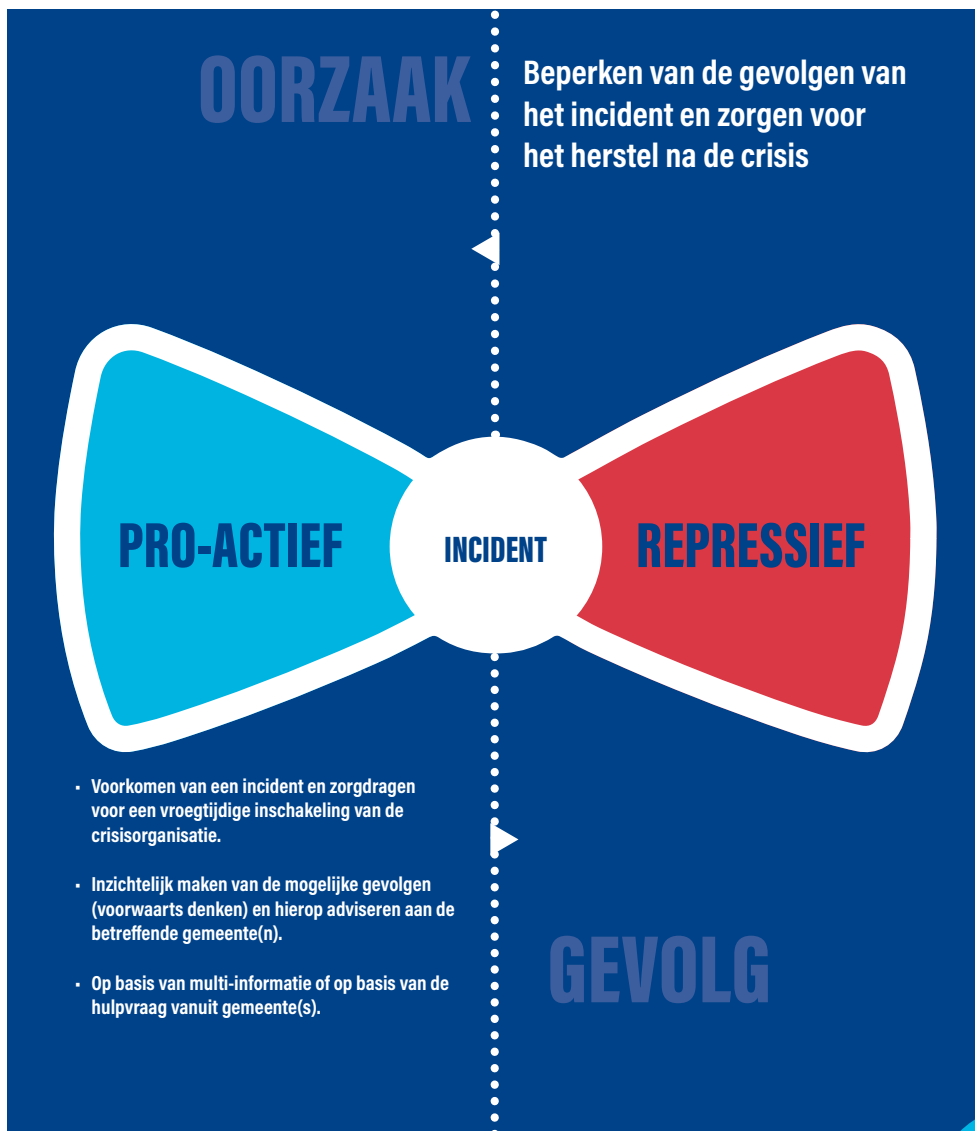 OORZAAK
Beperken van de gevolgen van
het incident en zorgen voor
het herstel na de crisis
PRO-ACTIEF
INCIDENT
REPRESSIEF
▪ Voorkomen van een incident en zorgdragen
voor een vroegtijdige inschakeling van de
crisisorganisatie.
▪ Inzichtelijk maken van de mogelijke gevolgen
(voorwaarts denken) en hierop adviseren aan de
betreffende gemeente(n).
▪ Op basis van multi-informatie of op basis van de
hulpvraag vanuit gemeente(s).
GEVOLG